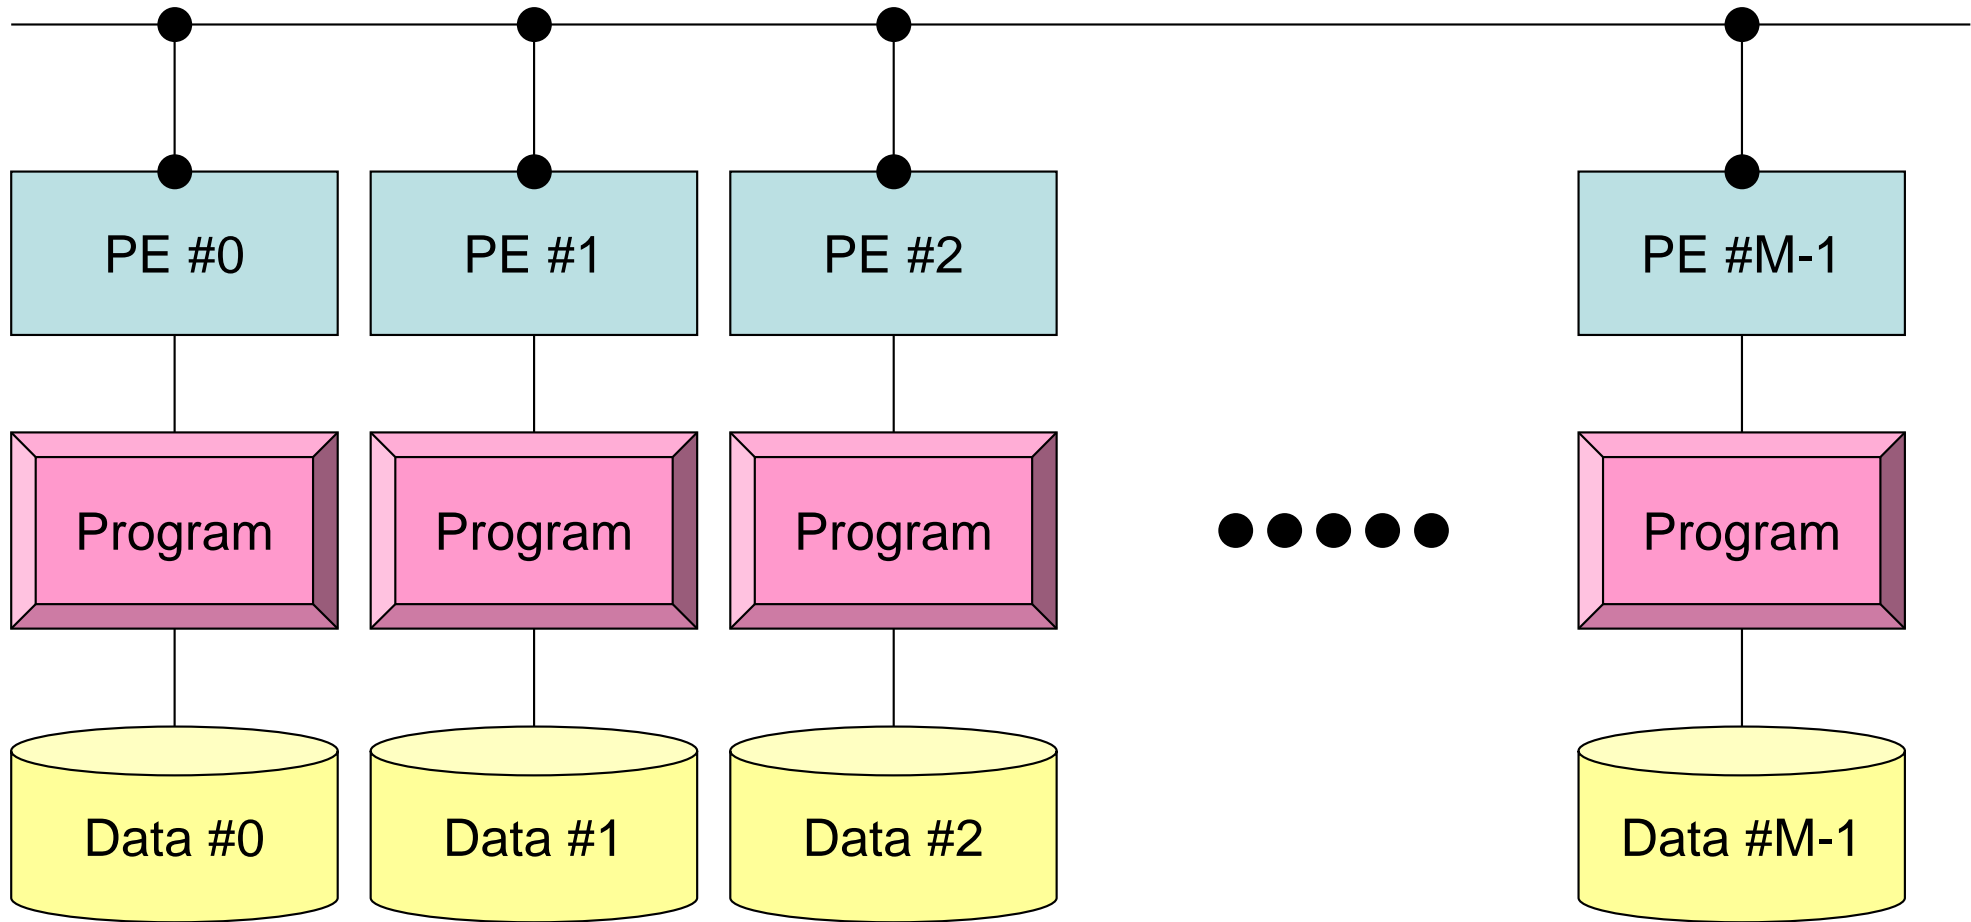 PE #0
PE #1
PE #2
PE #M-1
Program
Program
Program
Program
Data #0
Data #1
Data #2
Data #M-1